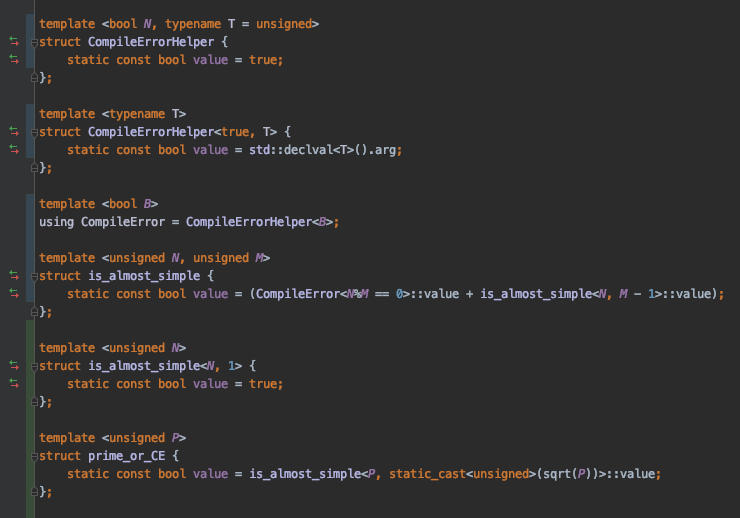 template <bool N, typename T = unsigned>
struct CompileErrorHelper {
    static const bool value = true;
};
template <typename T>
struct CompileErrorHelper<true, T> {
    static const bool value = std::declval<T>().arg;
};
template <bool B>
using CompileError = CompileErrorHelper<B>;
template <unsigned N, unsigned M>
struct is_almost_simple {
    static const bool value = (CompileError<N%M == 0>::value + is_almost_simple<N, M - 1>::value);
};
template <unsigned N>
struct is_almost_simple<N, 1> {
    static const bool value = true;
};
template <unsigned P>
struct prime_or_CE {
    static const bool value = is_almost_simple<P, static_cast<unsigned>(sqrt(P))>::value;
};